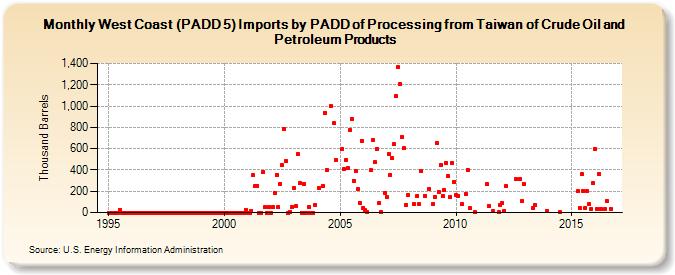 Monthly West Coast (PADD 5) Imports by PADD of Processing from Taiwan of Crude Oil and
Petroleum Products
Thousand Barrels
1,400
1,200
1,000
800
600
400
200
0
1995 2000 2005 2010 2015
Source: U.S. Energy Information Administration